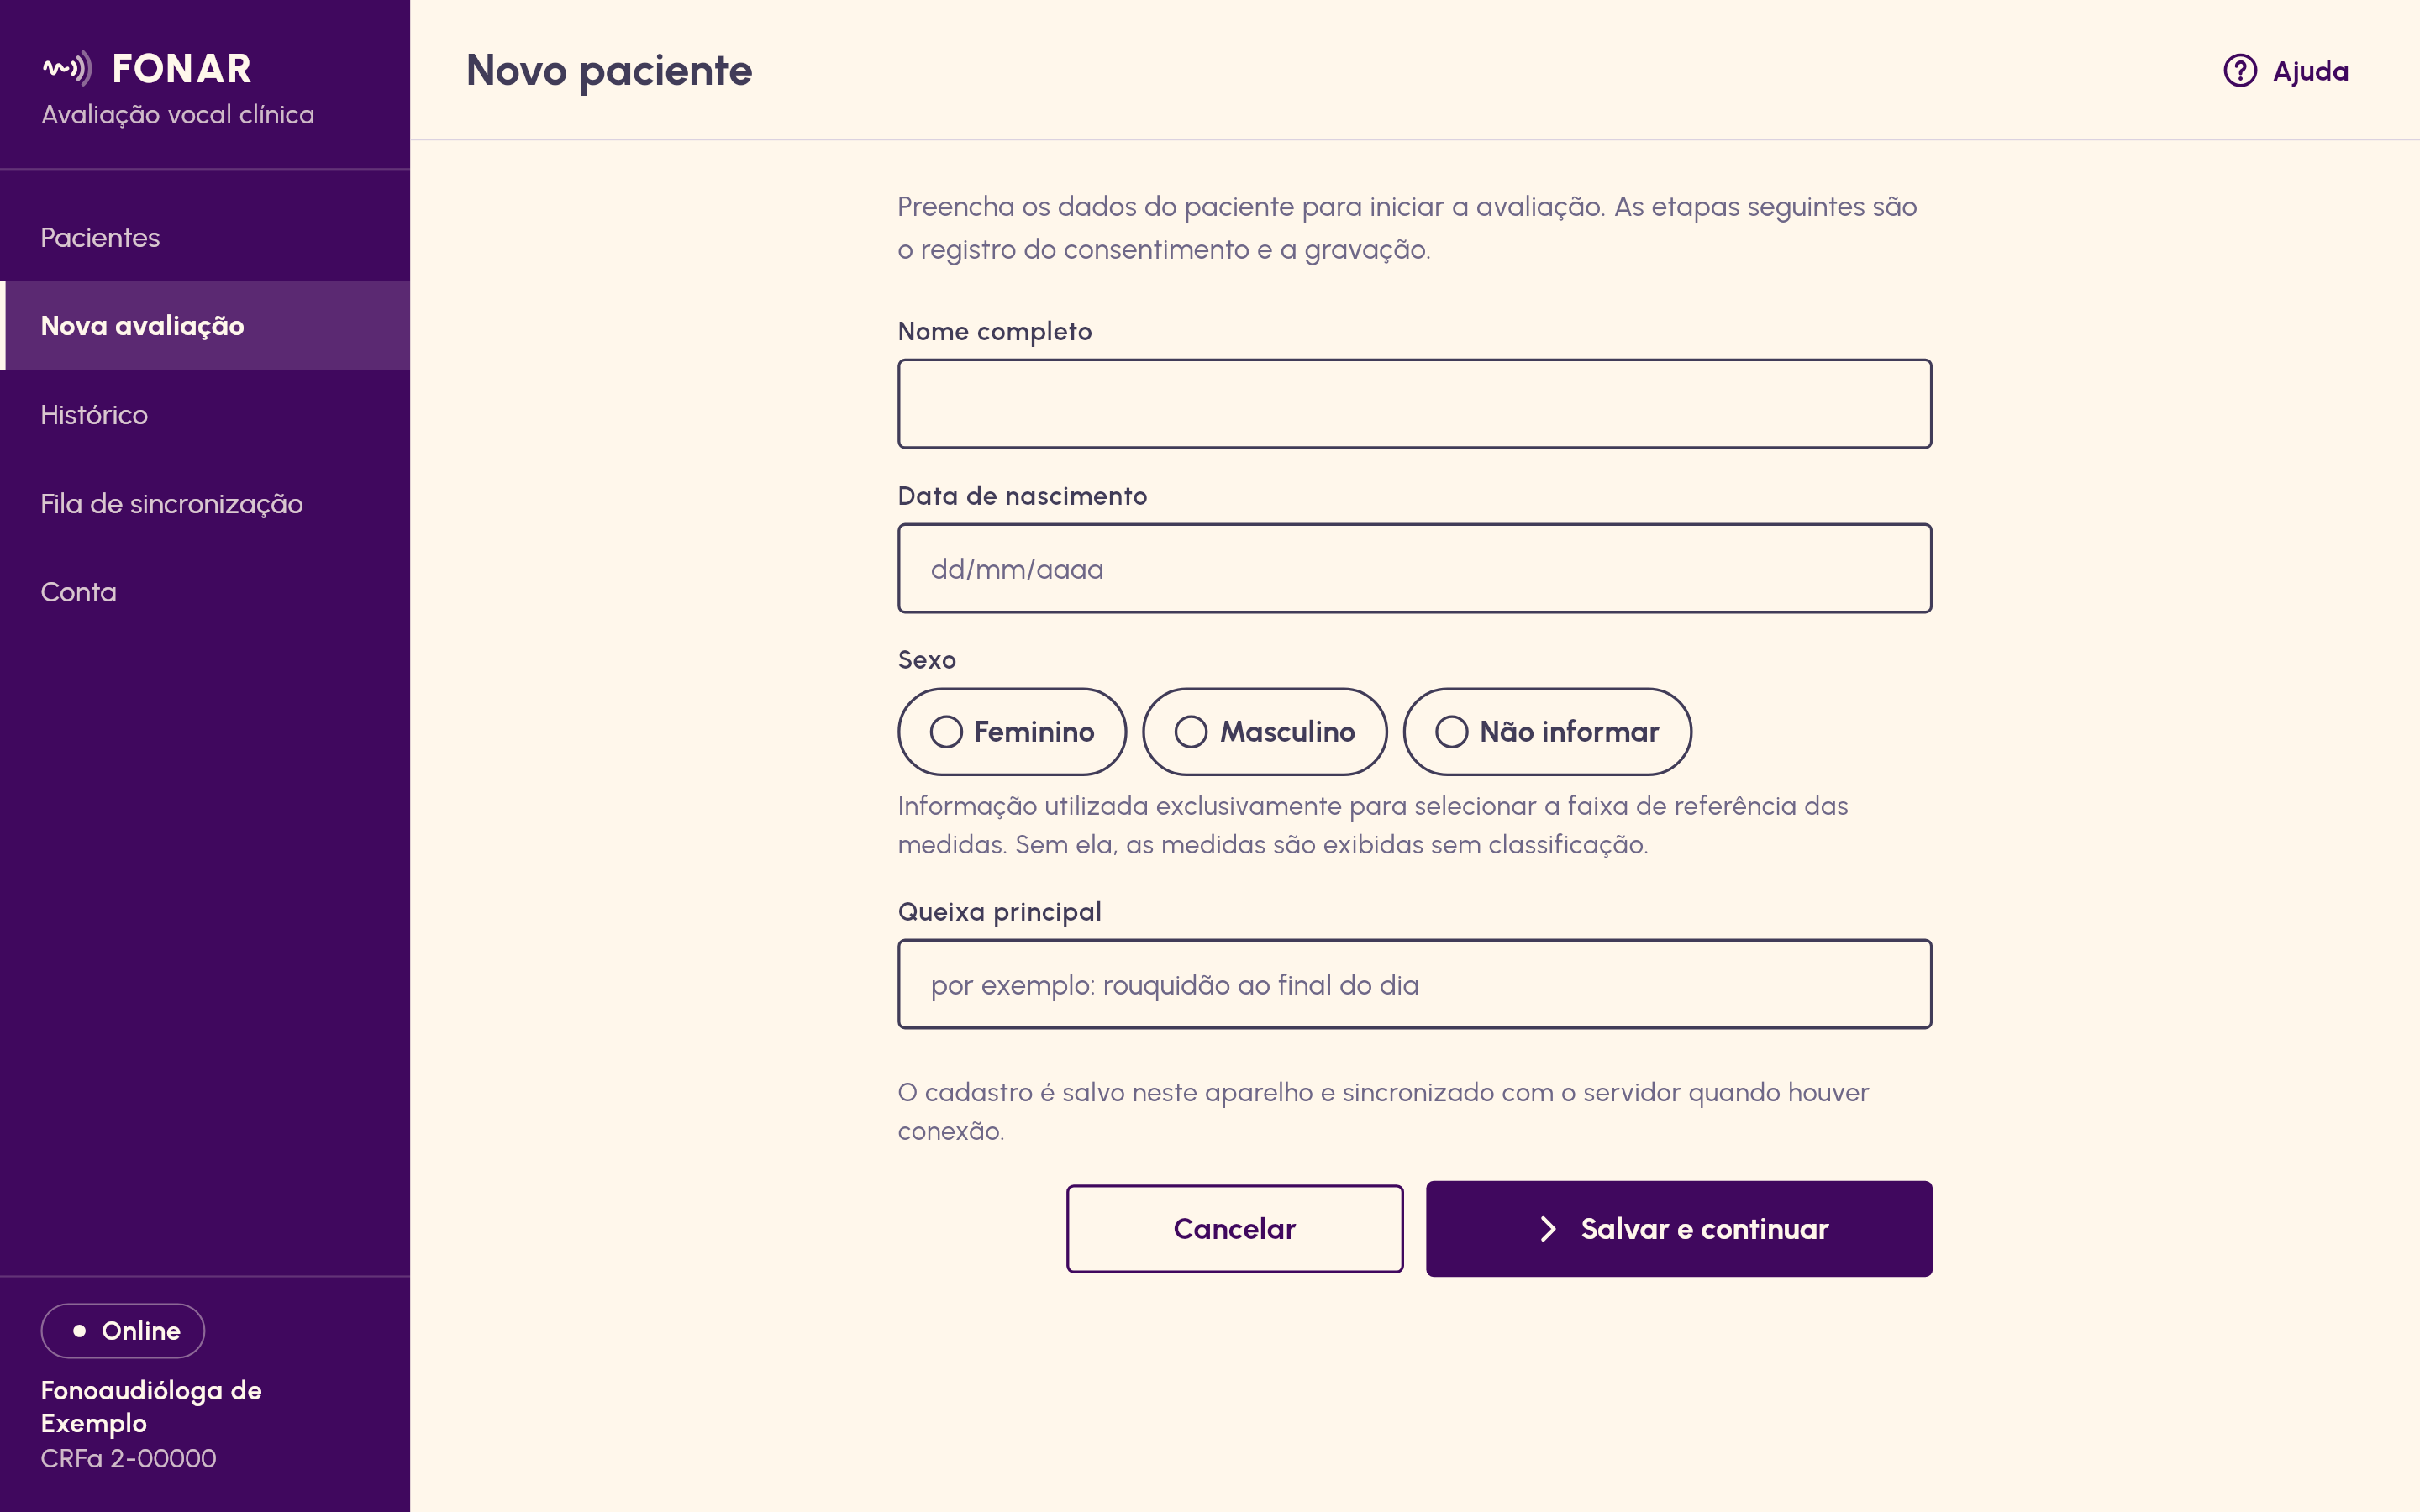 FONAR
Avaliação vocal clínica
Pacientes
Nova avaliação
Histórico
Fila de sincronização
Conta
Online
Fonoaudióloga de
Exemplo
CRFa 2-00000
Novo paciente
Ajuda
Preencha os dados do paciente para iniciar a avaliação. As etapas seguintes são
o registro do consentimento e a gravação.
Nome completo
Data de nascimento
dd/mm/aaaa
Sexo
Feminino
Masculino
Não informar
Informação utilizada exclusivamente para selecionar a faixa de referência das
medidas. Sem ela, as medidas são exibidas sem classificação.
Queixa principal
por exemplo: rouquidão ao final do dia
O cadastro é salvo neste aparelho e sincronizado com o servidor quando houver
conexão.
Cancelar
Salvar e continuar